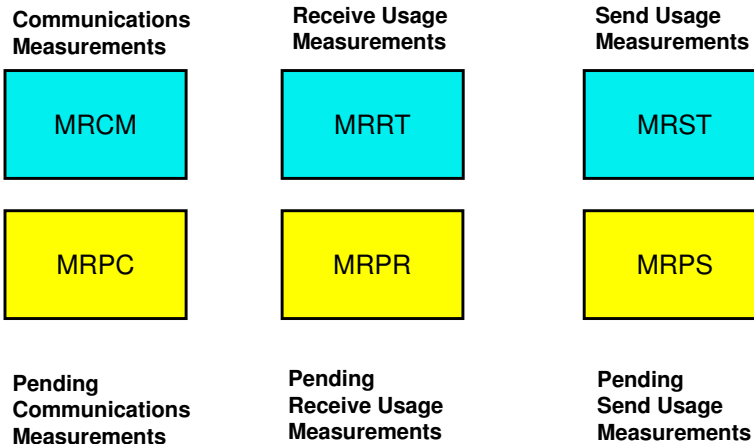 Communications
Measurements
Receive Usage
Measurements
Send Usage
Measurements
MRCM
MRRT
MRST
MRPC
MRPR
MRPS
Pending
Communications
Measurements
Pending
Receive Usage
Measurements
Pending
Send Usage
Measurements